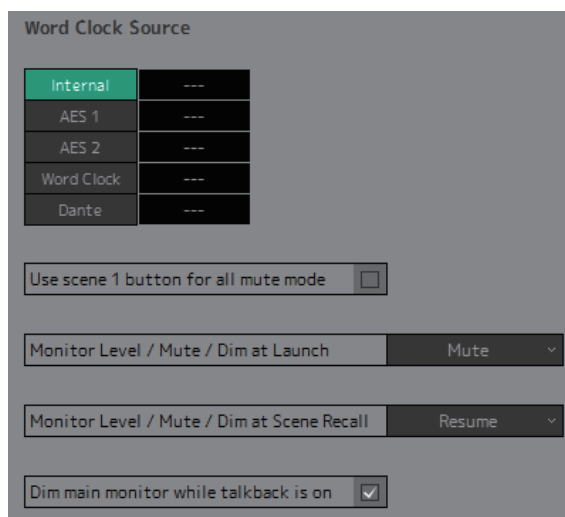 Word Clock Source
Internal ---
AES 1 ---
AES 2 ---
Word Clock ---
Dante ---
Use scene 1 button for all mute mode
Monitor Level / Mute / Dim at Launch Mute
Monitor Level / Mute / Dim at Scene Recall Resume
Dim main monitor while talkback is on